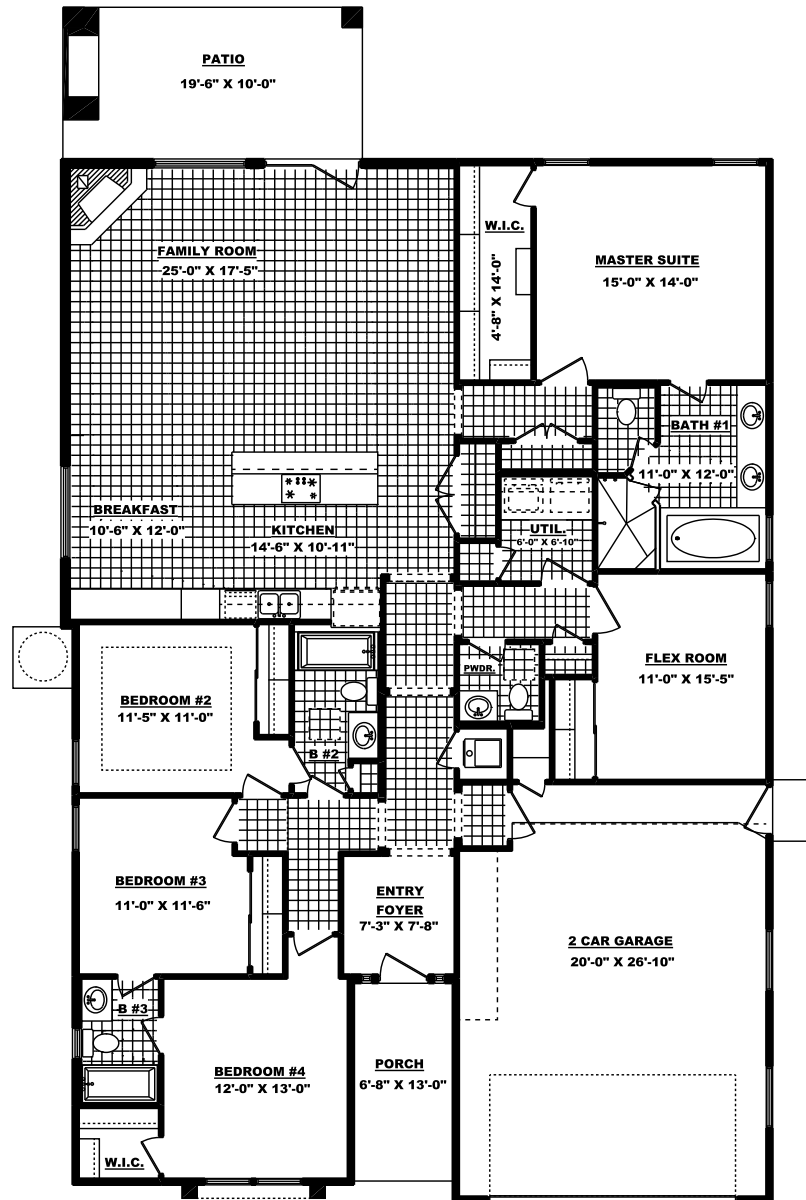 PATIO
19'-6" X 10'-0"
FAMILY ROOM
25'-0" X 17'-5"
W.I.C.
4'-8" X 14'-0"
MASTER SUITE
15'-0" X 14'-0"
BATH #1
11'-0" X 12'-0"
BREAKFAST
10'-6" X 12'-0"
KITCHEN
14'-6" X 10'-11"
UTIL.
6'-0" X 6'-10"
BEDROOM #2
11'-5" X 11'-0"
B #2
PWDR.
FLEX ROOM
11'-0" X 15'-5"
BEDROOM #3
11'-0" X 11'-6"
ENTRY
FOYER
7'-3" X 7'-8"
2 CAR GARAGE
20'-0" X 26'-10"
B #3
BEDROOM #4
12'-0" X 13'-0"
PORCH
6'-8" X 13'-0"
W.I.C.